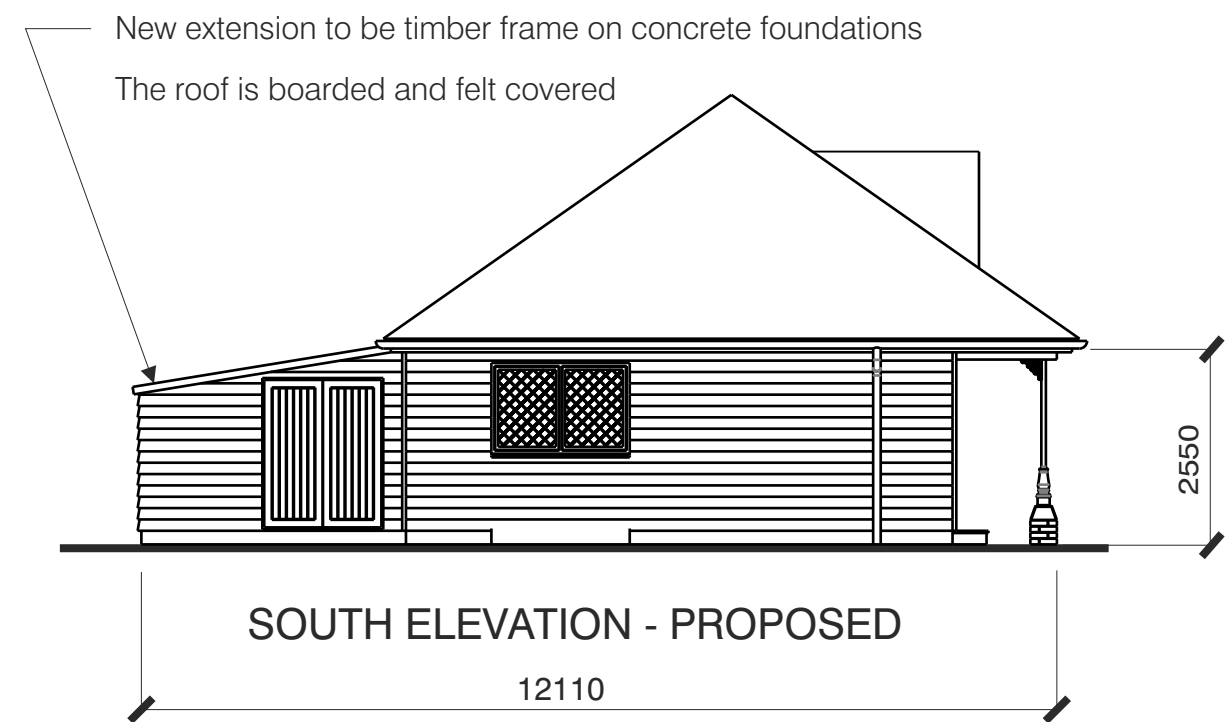 New extension to be timber frame on concrete foundations
The roof is boarded and felt covered
2550
SOUTH ELEVATION - PROPOSED
12110